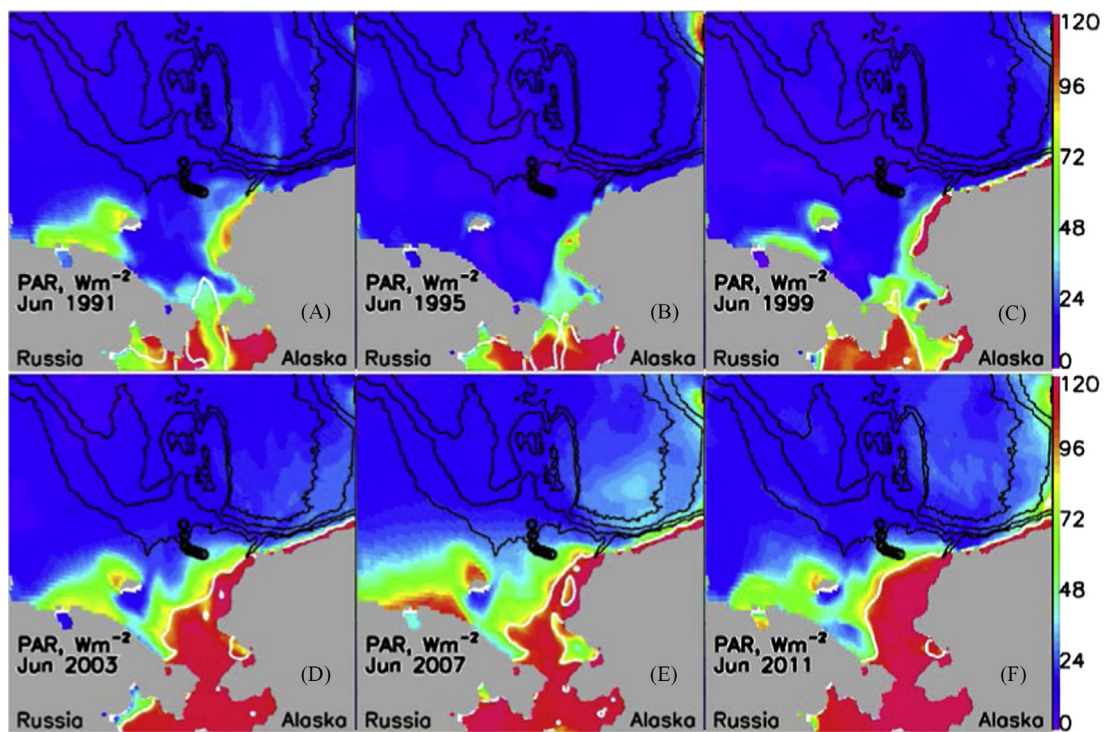 PAR, Wm-2
Jun 1991
(A)
Russia
Alaska
PAR, Wm-2
Jun 1995
(B)
Russia
Alaska
PAR, Wm-2
Jun 1999
(C)
Russia
Alaska
120
96
72
48
24
0
PAR, Wm-2
Jun 2003
(D)
Russia
Alaska
PAR, Wm-2
Jun 2007
(E)
Russia
Alaska
PAR, Wm-2
Jun 2011
(F)
Russia
Alaska
120
96
72
48
24
0